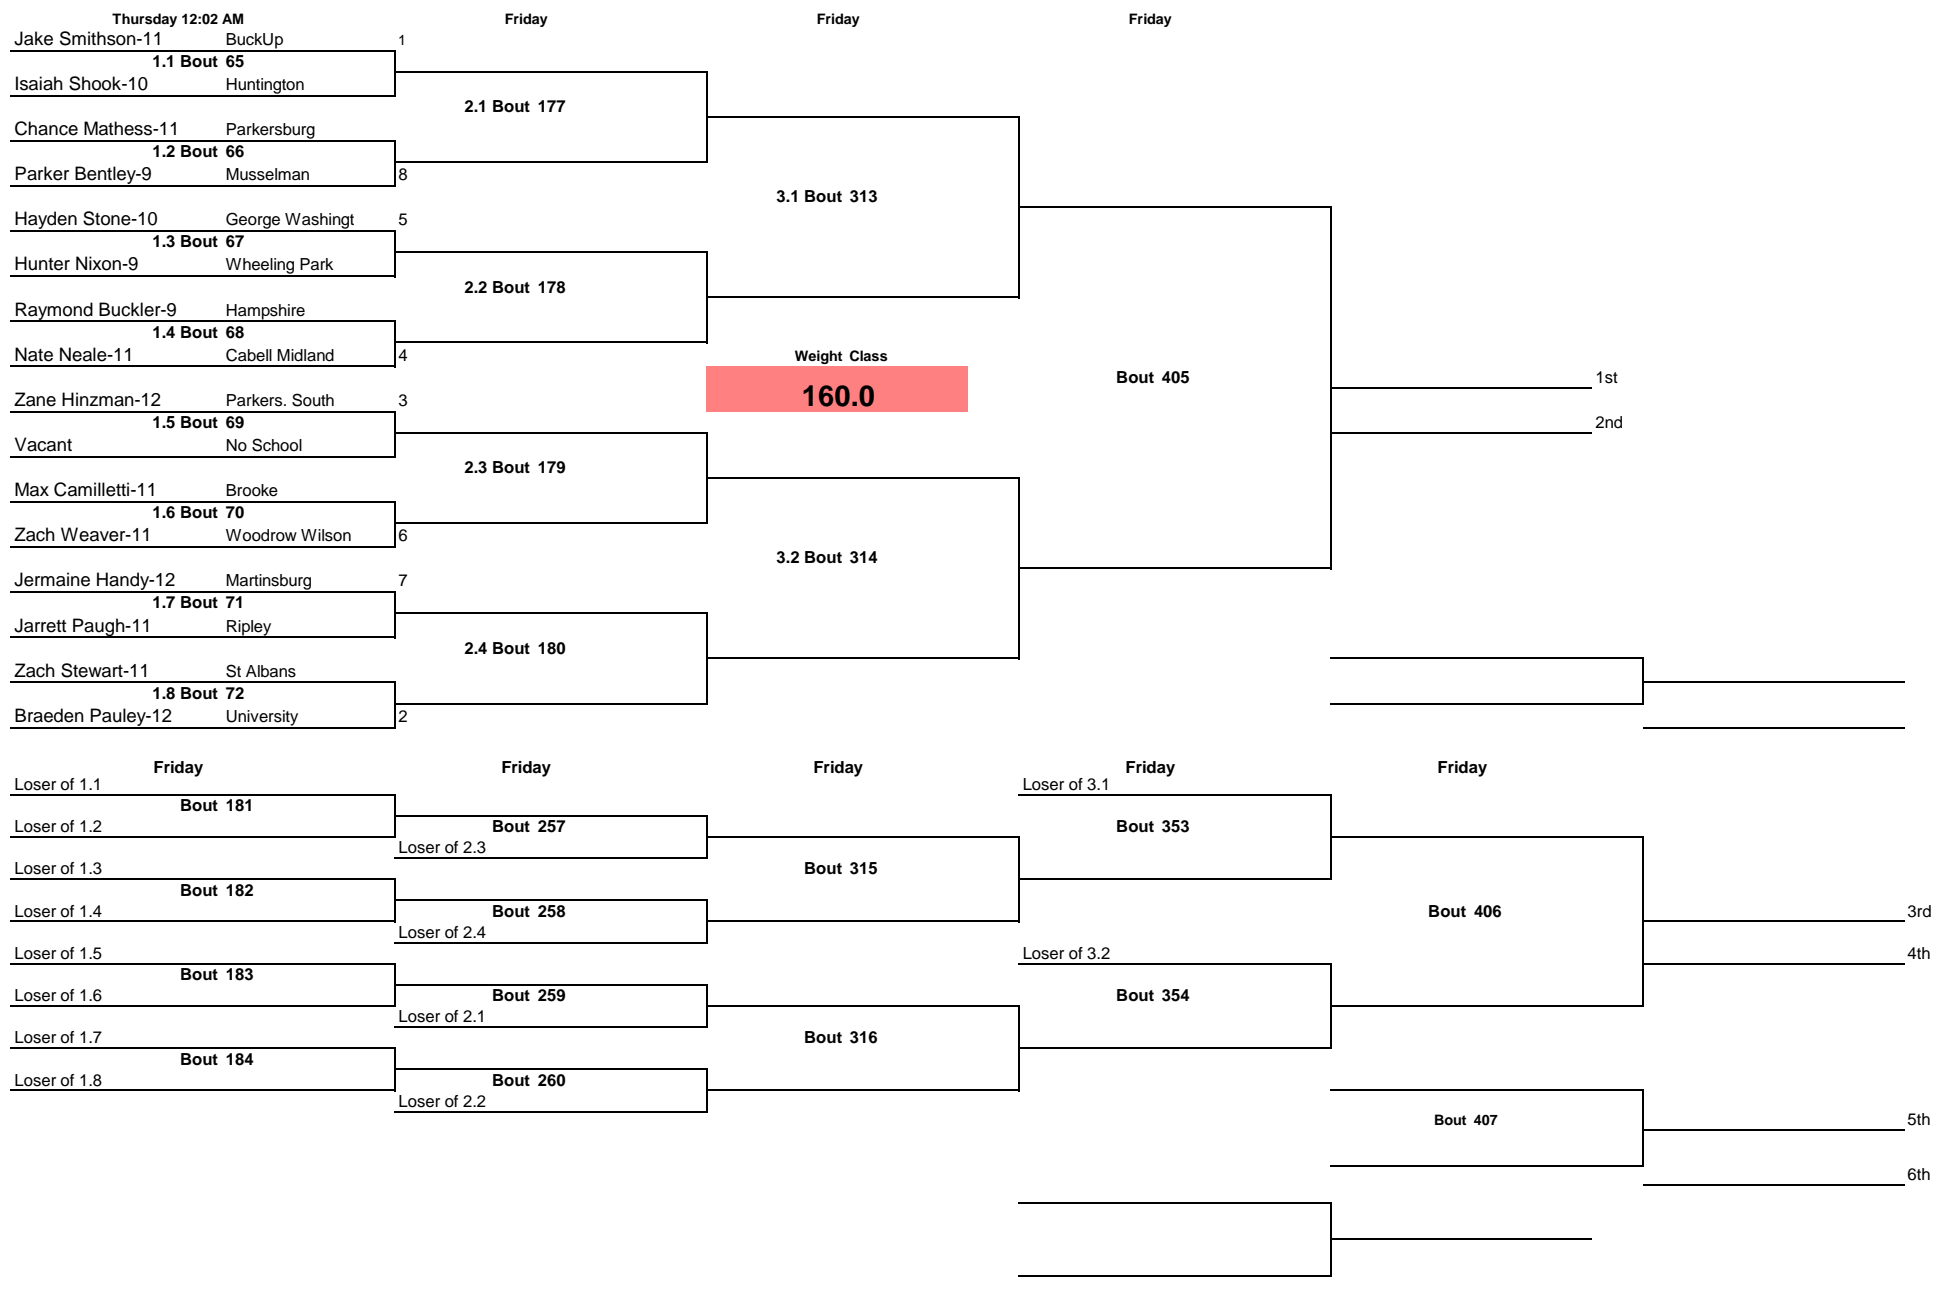 Thursday 12:02 AM Friday Friday Friday
Jake Smithson-11 BuckUp 1
1.1 Bout 65
Isaiah Shook-10 Huntington
2.1 Bout 177
Chance Mathess-11 Parkersburg
1.2 Bout 66
Parker Bentley-9 Musselman 8
3.1 Bout 313
Hayden Stone-10 George Washingt 5
1.3 Bout 67
Hunter Nixon-9 Wheeling Park
2.2 Bout 178
Raymond Buckler-9 Hampshire
1.4 Bout 68
Nate Neale-11 Cabell Midland 4
Weight Class
Bout 405 1st
160.0
Zane Hinzman-12 Parkers. South 3
1.5 Bout 69 2nd
Vacant No School
2.3 Bout 179
Max Camilletti-11 Brooke
1.6 Bout 70
Zach Weaver-11 Woodrow Wilson 6
3.2 Bout 314
Jermaine Handy-12 Martinsburg 7
1.7 Bout 71
Jarrett Paugh-11 Ripley
2.4 Bout 180
Zach Stewart-11 St Albans
1.8 Bout 72
Braeden Pauley-12 University 2
Friday Friday Friday Friday Friday
Loser of 1.1 Loser of 3.1
Bout 181
Loser of 1.2 Bout 257 Bout 353
Loser of 2.3
Loser of 1.3 Bout 315
Bout 182
Loser of 1.4 Bout 258 Bout 406 3rd
Loser of 2.4
Loser of 1.5 Loser of 3.2 4th
Bout 183
Loser of 1.6 Bout 259 Bout 354
Loser of 2.1
Loser of 1.7 Bout 316
Bout 184
Loser of 1.8 Bout 260
Loser of 2.2
Bout 407 5th
6th